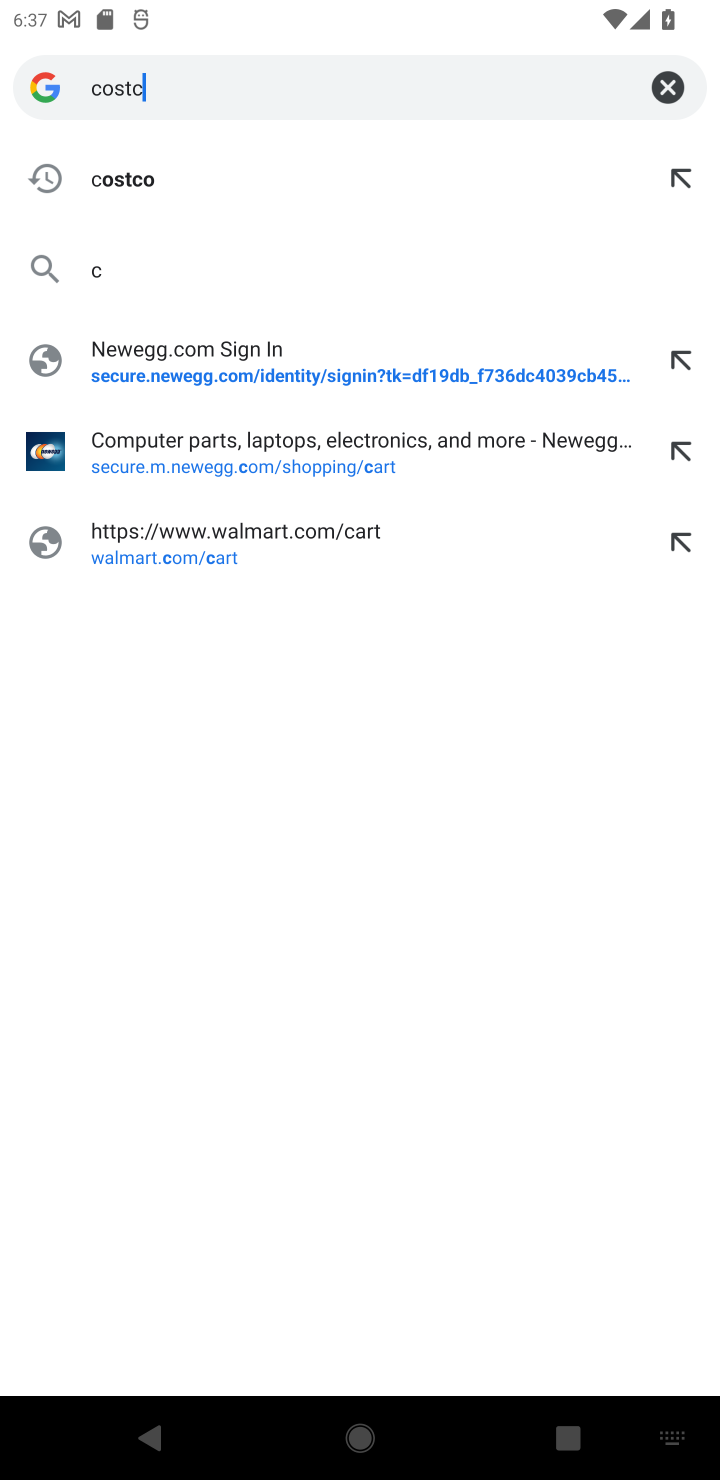 6:37
costc
costco
c
Newegg.com Sign In
secure.newegg.com/identity/signin?tk=df19db_f736dc4039cb45...
Computer parts, laptops, electronics, and more - Newegg...
secure.m.newegg.com/shopping/cart
https://www.walmart.com/cart
walmart.com/cart